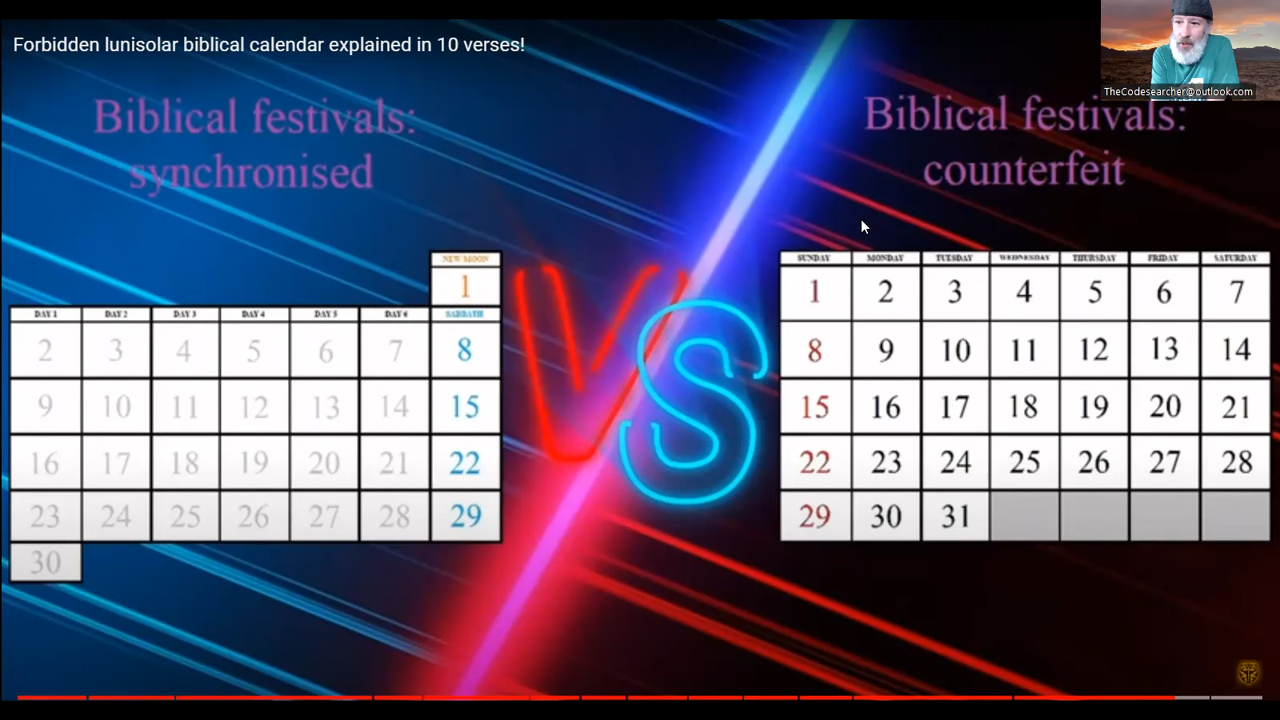 Forbidden lunisolar biblical calendar explained in 10 verses!
TheCodesearcher@outlook.com
Biblical festivals:
synchronised
NEW MOON
1
DAY 1 DAY 2 DAY 3 DAY 4 DAY 5 DAY 6 SABBATH
2 3 4 5 6 7 8
9 10 11 12 13 14 15
16 17 18 19 20 21 22
23 24 25 26 27 28 29
30
VS
Biblical festivals:
counterfeit
SUNDAY MONDAY TUESDAY WEDNESDAY THURSDAY FRIDAY SATURDAY
1 2 3 4 5 6 7
8 9 10 11 12 13 14
15 16 17 18 19 20 21
22 23 24 25 26 27 28
29 30 31